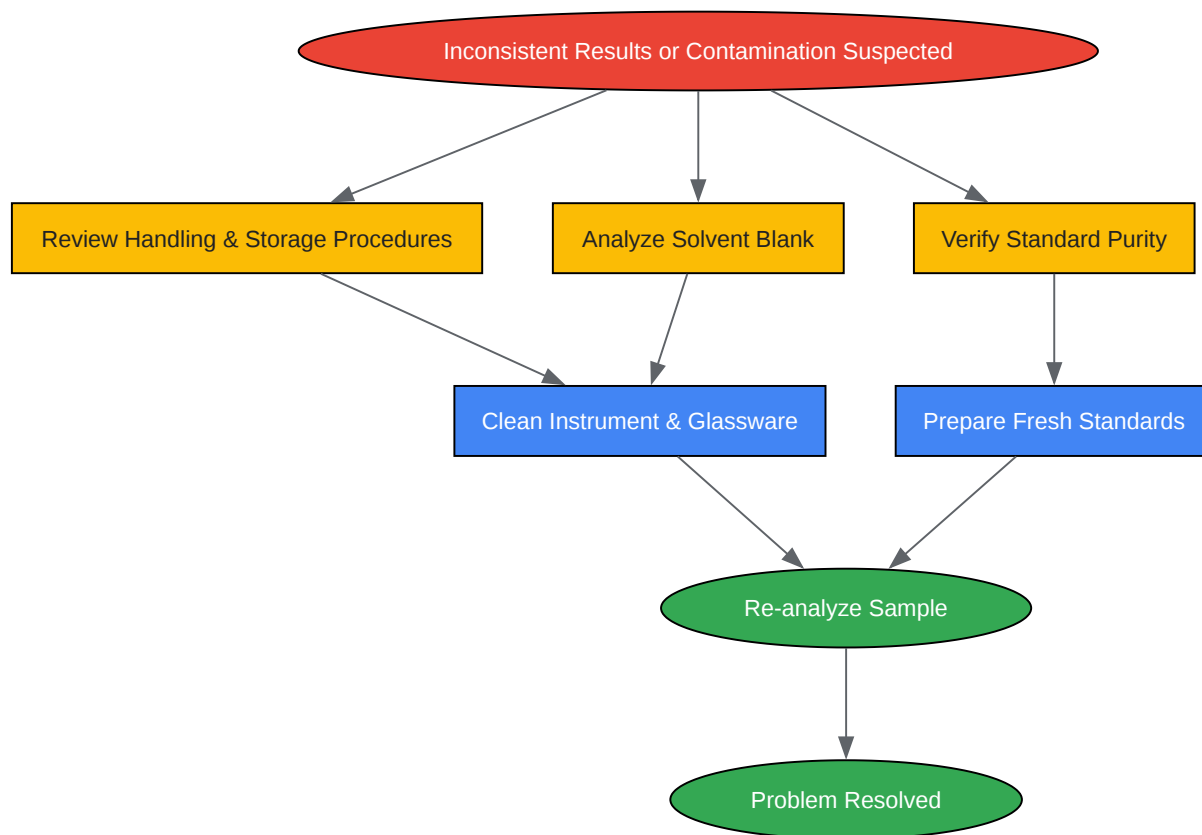 Inconsistent Results or Contamination Suspected
Review Handling & Storage Procedures
Analyze Solvent Blank
Verify Standard Purity
Clean Instrument & Glassware
Prepare Fresh Standards
Re-analyze Sample
Problem Resolved